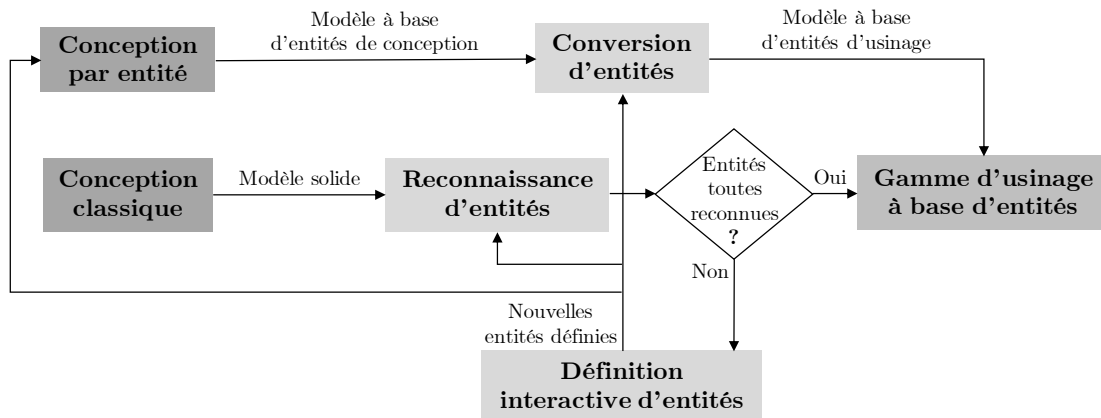 Conception
par entité
Modèle à base
d'entités de conception
Conversion
d'entités
Modèle à base
d'entités d'usinage
Conception
classique
Modèle solide
Reconnaissance
d'entités
Entités
toutes
reconnues
?
Oui
Gamme d'usinage
à base d'entités
Non
Nouvelles
entités définies
Définition
interactive d'entités